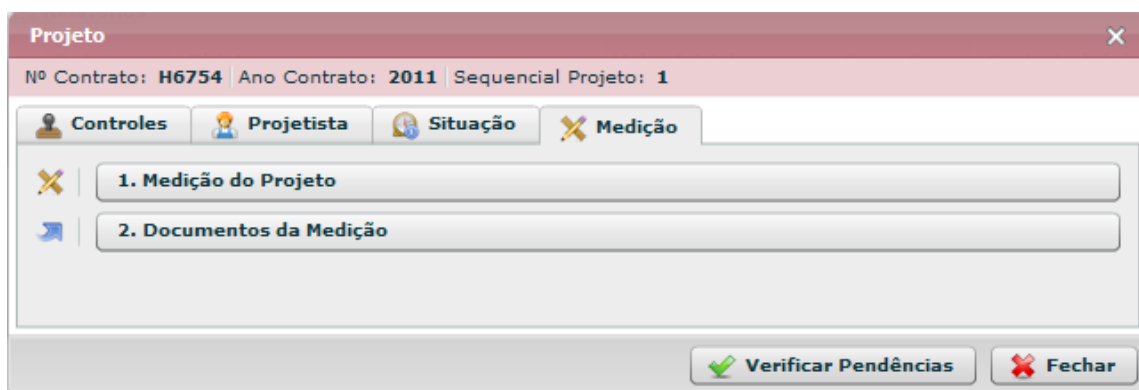 Projeto
Nº Contrato: H6754 Ano Contrato: 2011 Sequencial Projeto: 1
Controles Projetista Situação Medição
1. Medição do Projeto
2. Documentos da Medição
Verificar Pendências Fechar